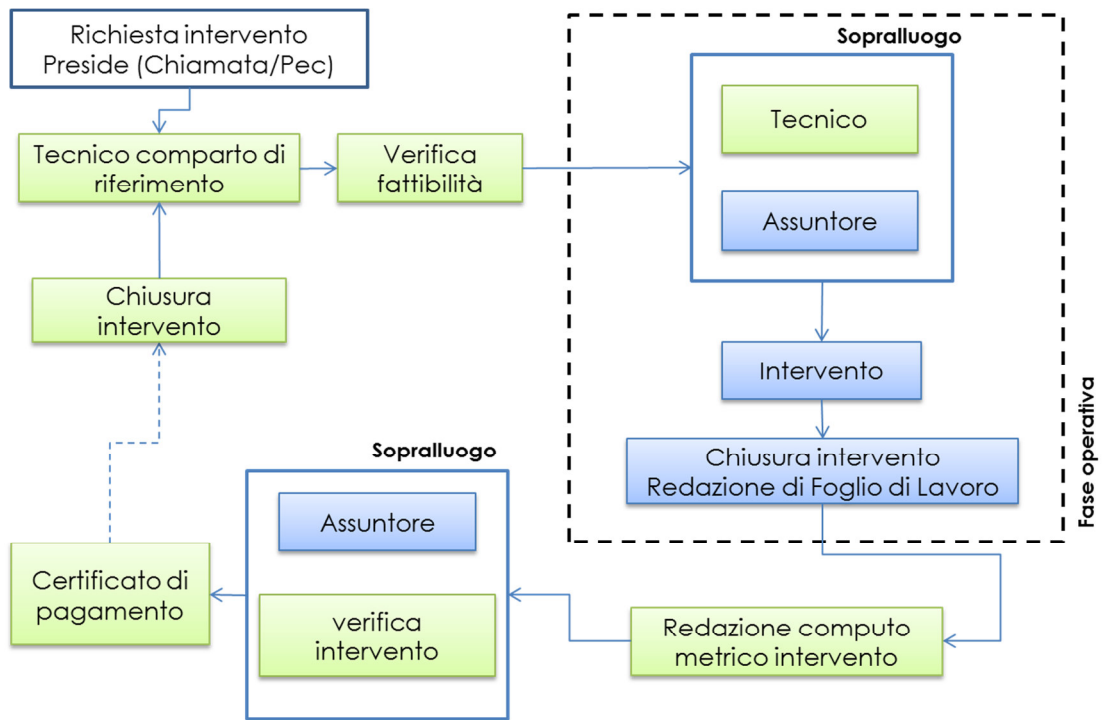 Richiesta intervento
Preside (Chiamata/Pec)
Tecnico comparto di
riferimento
Verifica
fattibilità
Sopralluogo
Tecnico
Assuntore
Intervento
Chiusura intervento
Redazione di Foglio di Lavoro
Fase operativa
Redazione computo
metrico intervento
Sopralluogo
Assuntore
verifica
intervento
Certificato di
pagamento
Chiusura
intervento